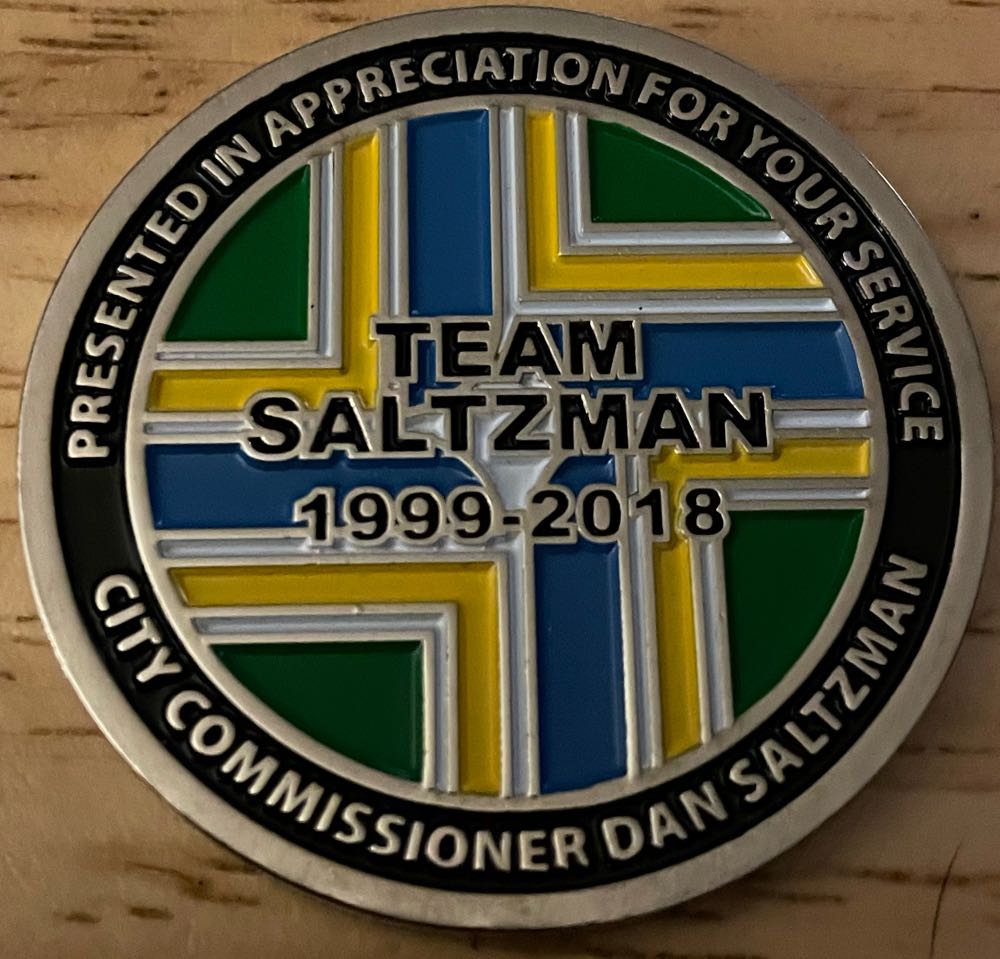 PRESENTED IN APPRECIATION FOR YOUR SERVICE
TEAM
SALTZMAN
1999-2018
CITY COMMISSIONER DAN SALTZMAN